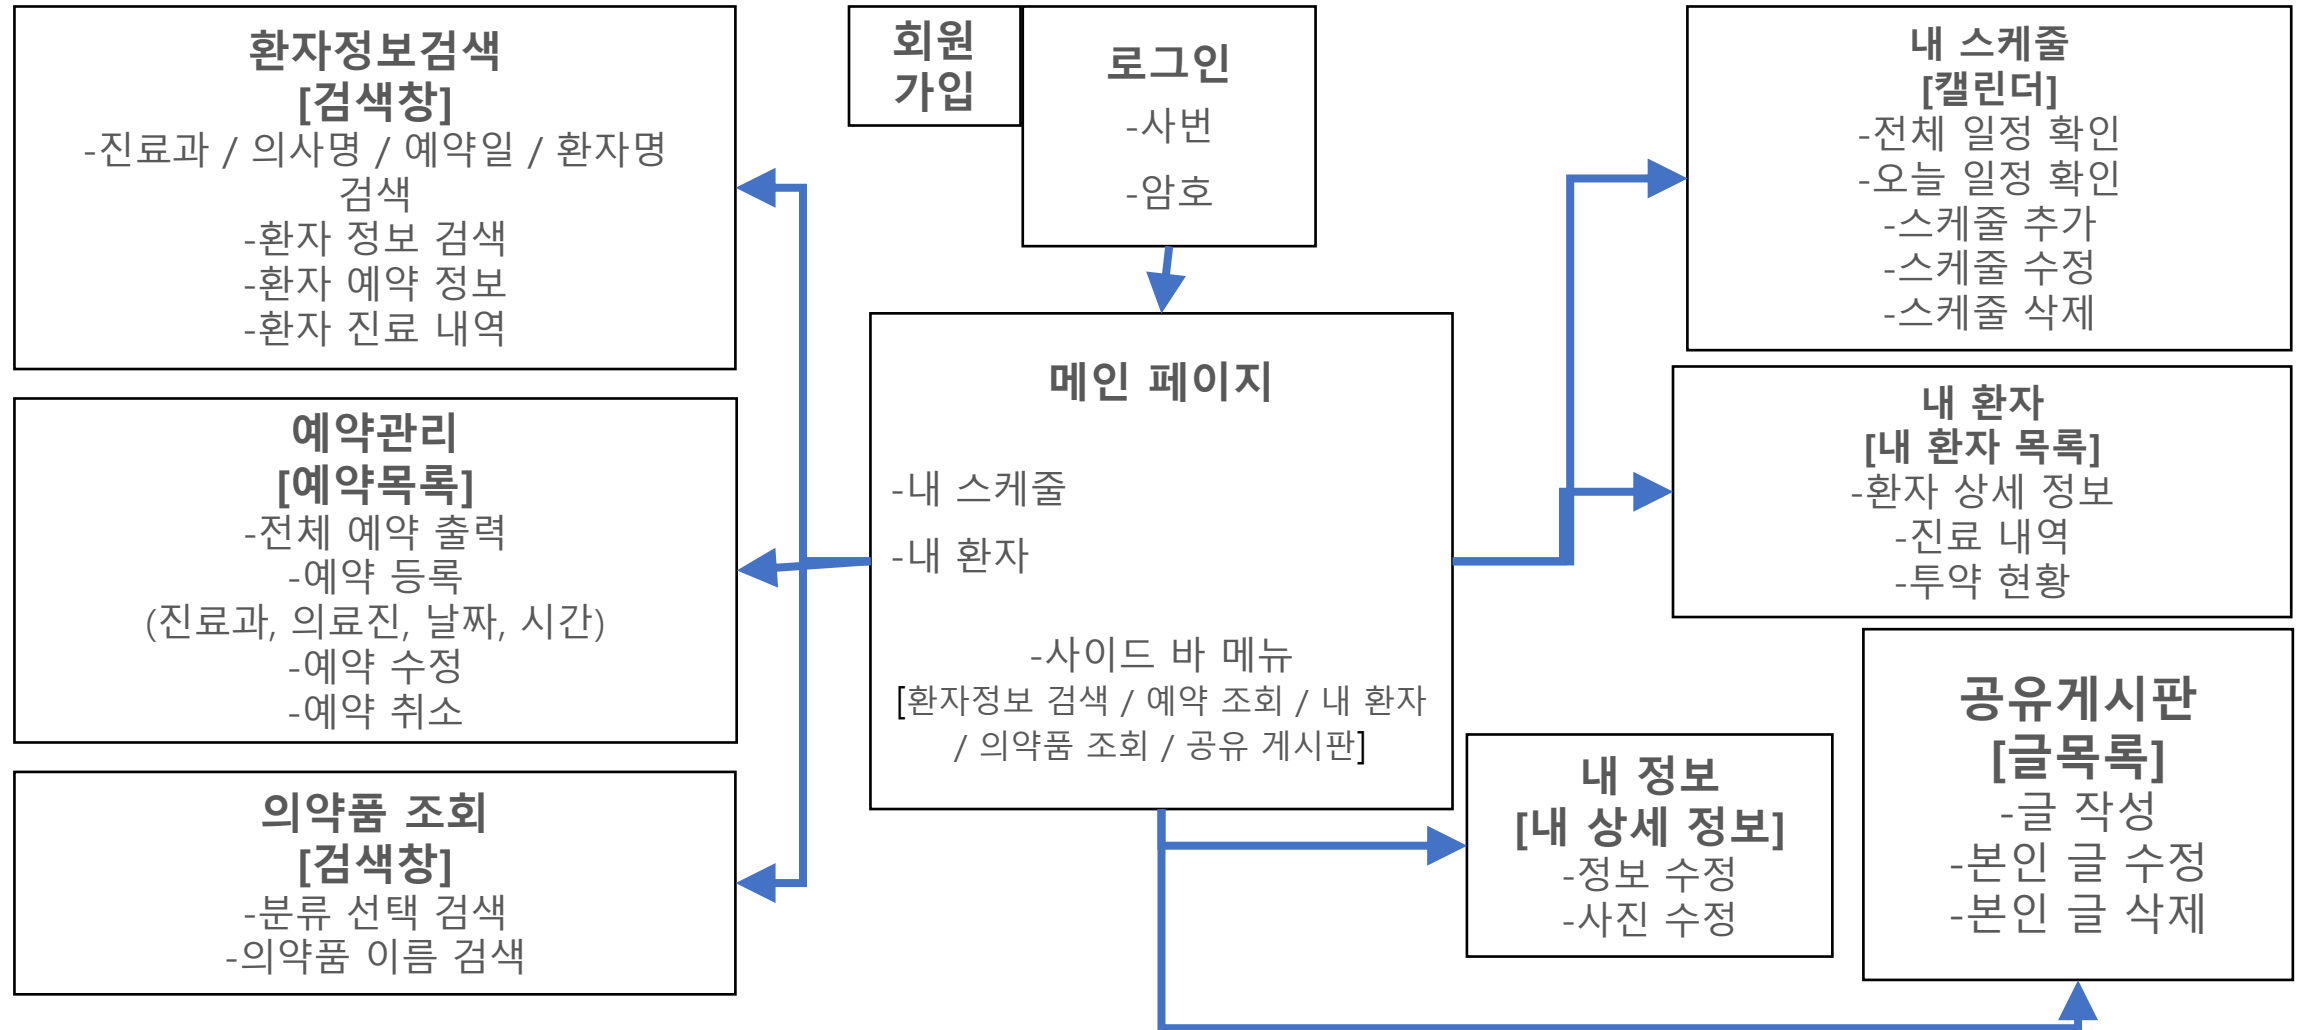 환자정보검색
[검색창]
-진료과 / 의사명 / 예약일 / 환자명
검색
-환자 정보 검색
-환자 예약 정보
-환자 진료 내역
예약관리
[예약목록]
-전체 예약 출력
-예약 등록
(진료과, 의료진, 날짜, 시간)
-예약 수정
-예약 취소
의약품 조회
[검색창]
-분류 선택 검색
-의약품 이름 검색
회원
가입
로그인
-사번
-암호
메인 페이지
-내 스케줄
-내 환자
-사이드 바 메뉴
[환자정보 검색 / 예약 조회 / 내 환자
/ 의약품 조회 / 공유 게시판]
내 스케줄
[캘린더]
-전체 일정 확인
-오늘 일정 확인
-스케줄 추가
-스케줄 수정
-스케줄 삭제
내 환자
[내 환자 목록]
-환자 상세 정보
-진료 내역
-투약 현황
내 정보
[내 상세 정보]
-정보 수정
-사진 수정
공유게시판
[글목록]
-글 작성
-본인 글 수정
-본인 글 삭제